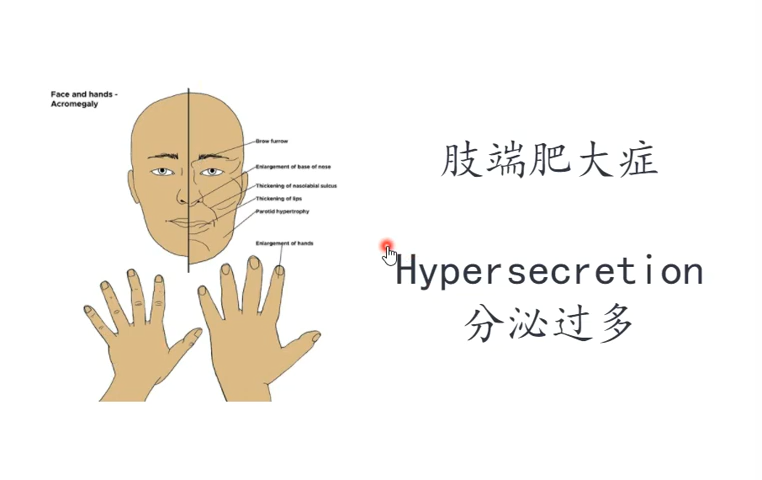 Face and hands -
Acromegaly
Brow furrow
Enlargement of base of nose
Thickening of nasolabial sulcus
Thickening of lips
Parotid hypertrophy
Enlargement of hands
肢端肥大症
Hypersecretion
分泌过多